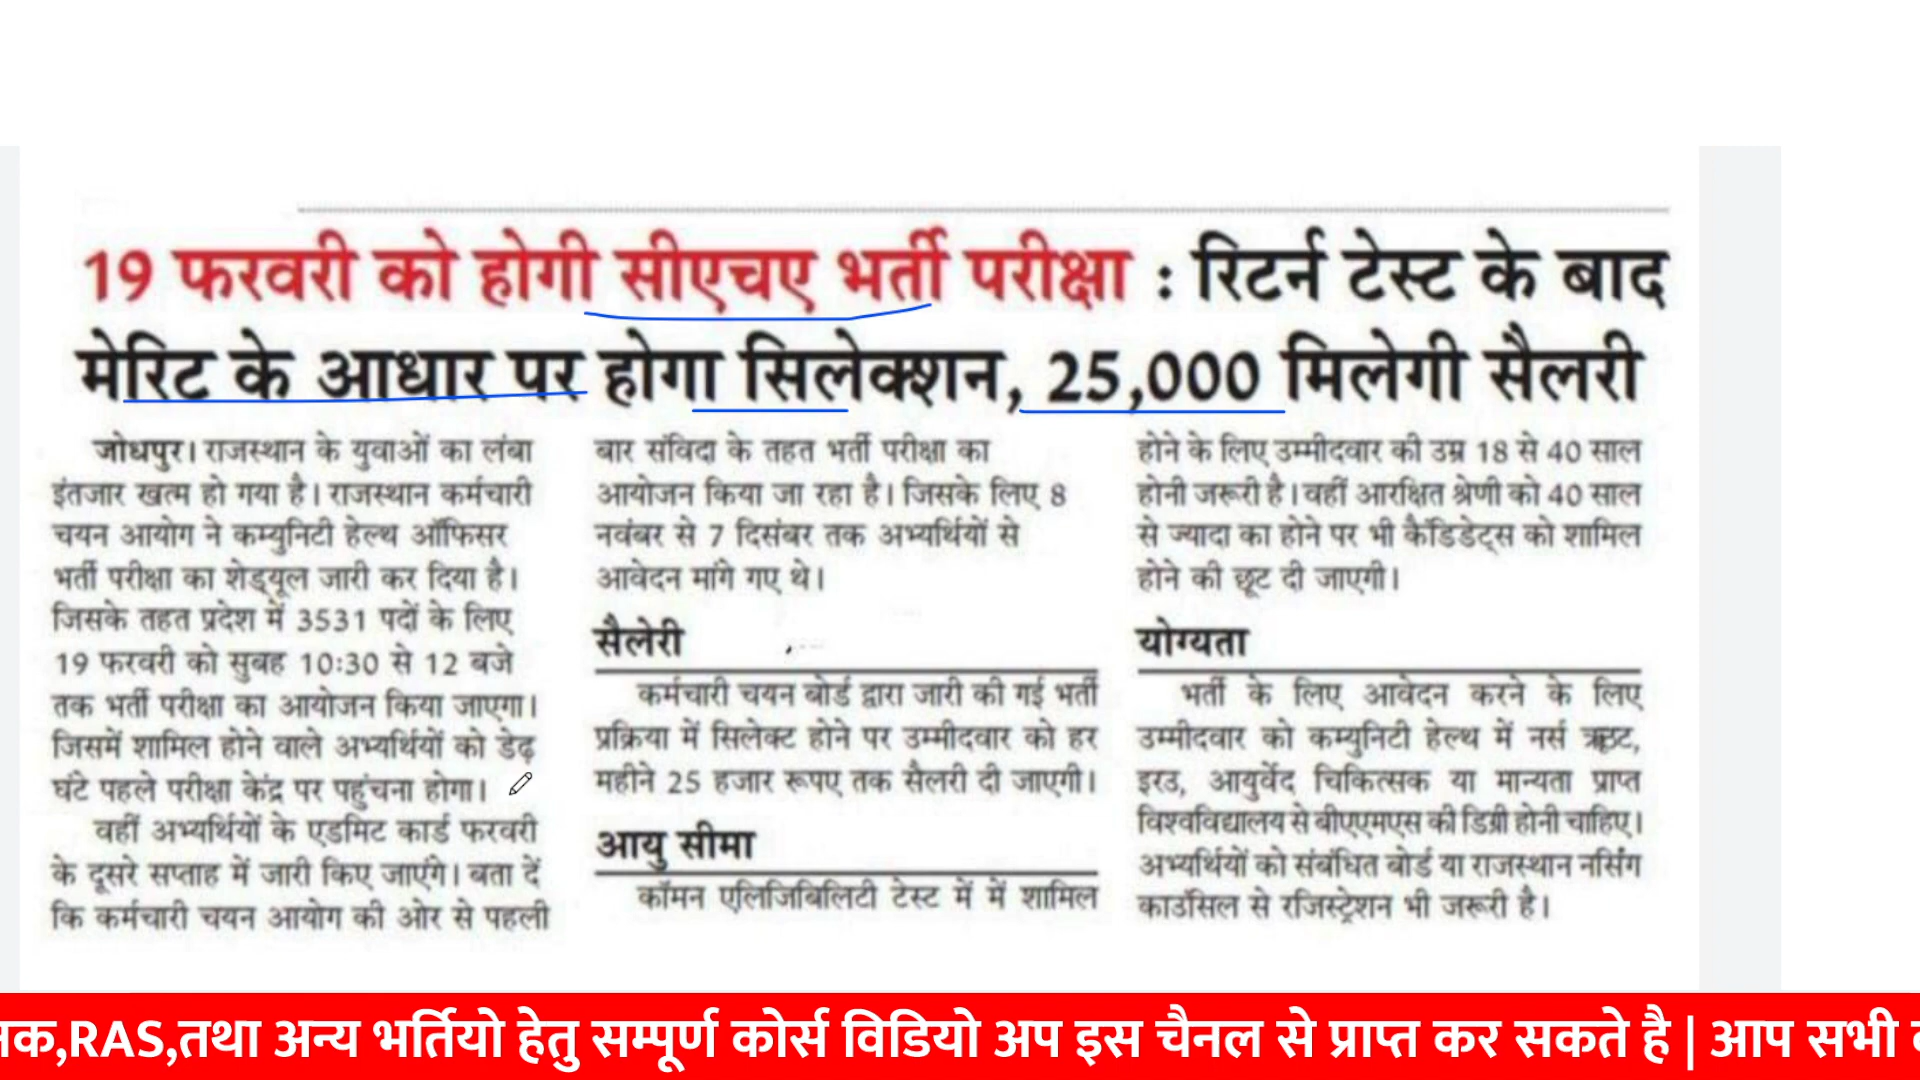 19 फरवरी को होगी सीएचए भर्ती परीक्षा : रिटर्न टेस्ट के बाद
मेरिट के आधार पर होगा सिलेक्शन, 25,000 मिलेगी सैलरी
जोधपुर। राजस्थान के युवाओं का लंबा
इंतजार खत्म हो गया है। राजस्थान कर्मचारी
चयन आयोग ने कम्युनिटी हेल्थ ऑफिसर
भर्ती परीक्षा का शेड्यूल जारी कर दिया है।
जिसके तहत प्रदेश में 3531 पदों के लिए
19 फरवरी को सुबह 10:30 से 12 बजे
तक भर्ती परीक्षा का आयोजन किया जाएगा।
जिसमें शामिल होने वाले अभ्यर्थियों को डेढ़
घंटे पहले परीक्षा केंद्र पर पहुंचना होगा।
वहीं अभ्यर्थियों के एडमिट कार्ड फरवरी
के दूसरे सप्ताह में जारी किए जाएंगे। बता दें
कि कर्मचारी चयन आयोग की ओर से पहली
बार संविदा के तहत भर्ती परीक्षा का
आयोजन किया जा रहा है। जिसके लिए 8
नवंबर से 7 दिसंबर तक अभ्यर्थियों से
आवेदन मांगे गए थे।
सैलेरी
कर्मचारी चयन बोर्ड द्वारा जारी की गई भर्ती
प्रक्रिया में सिलेक्ट होने पर उम्मीदवार को हर
महीने 25 हजार रूपए तक सैलरी दी जाएगी।
आयु सीमा
कॉमन एलिजिबिलिटी टेस्ट में में शामिल
होने के लिए उम्मीदवार की उम्र 18 से 40 साल
होनी जरूरी है। वहीं आरक्षित श्रेणी को 40 साल
से ज्यादा का होने पर भी कैंडिडेट्स को शामिल
होने की छूट दी जाएगी।
योग्यता
भर्ती के लिए आवेदन करने के लिए
उम्मीदवार को कम्युनिटी हेल्थ में नर्स
इरउ, आयुर्वेद चिकित्सक या मान्यता प्राप्त
विश्वविद्यालय से बीएएमएस की डिग्री होनी चाहिए।
अभ्यर्थियों को संबंधित बोर्ड या राजस्थान नर्सिंग
काउंसिल से रजिस्ट्रेशन भी जरूरी है।
क,RAS,तथा अन्य भर्तियो हेतु सम्पूर्ण कोर्स विडियो अप इस चैनल से प्राप्त कर सकते है | आप सभी